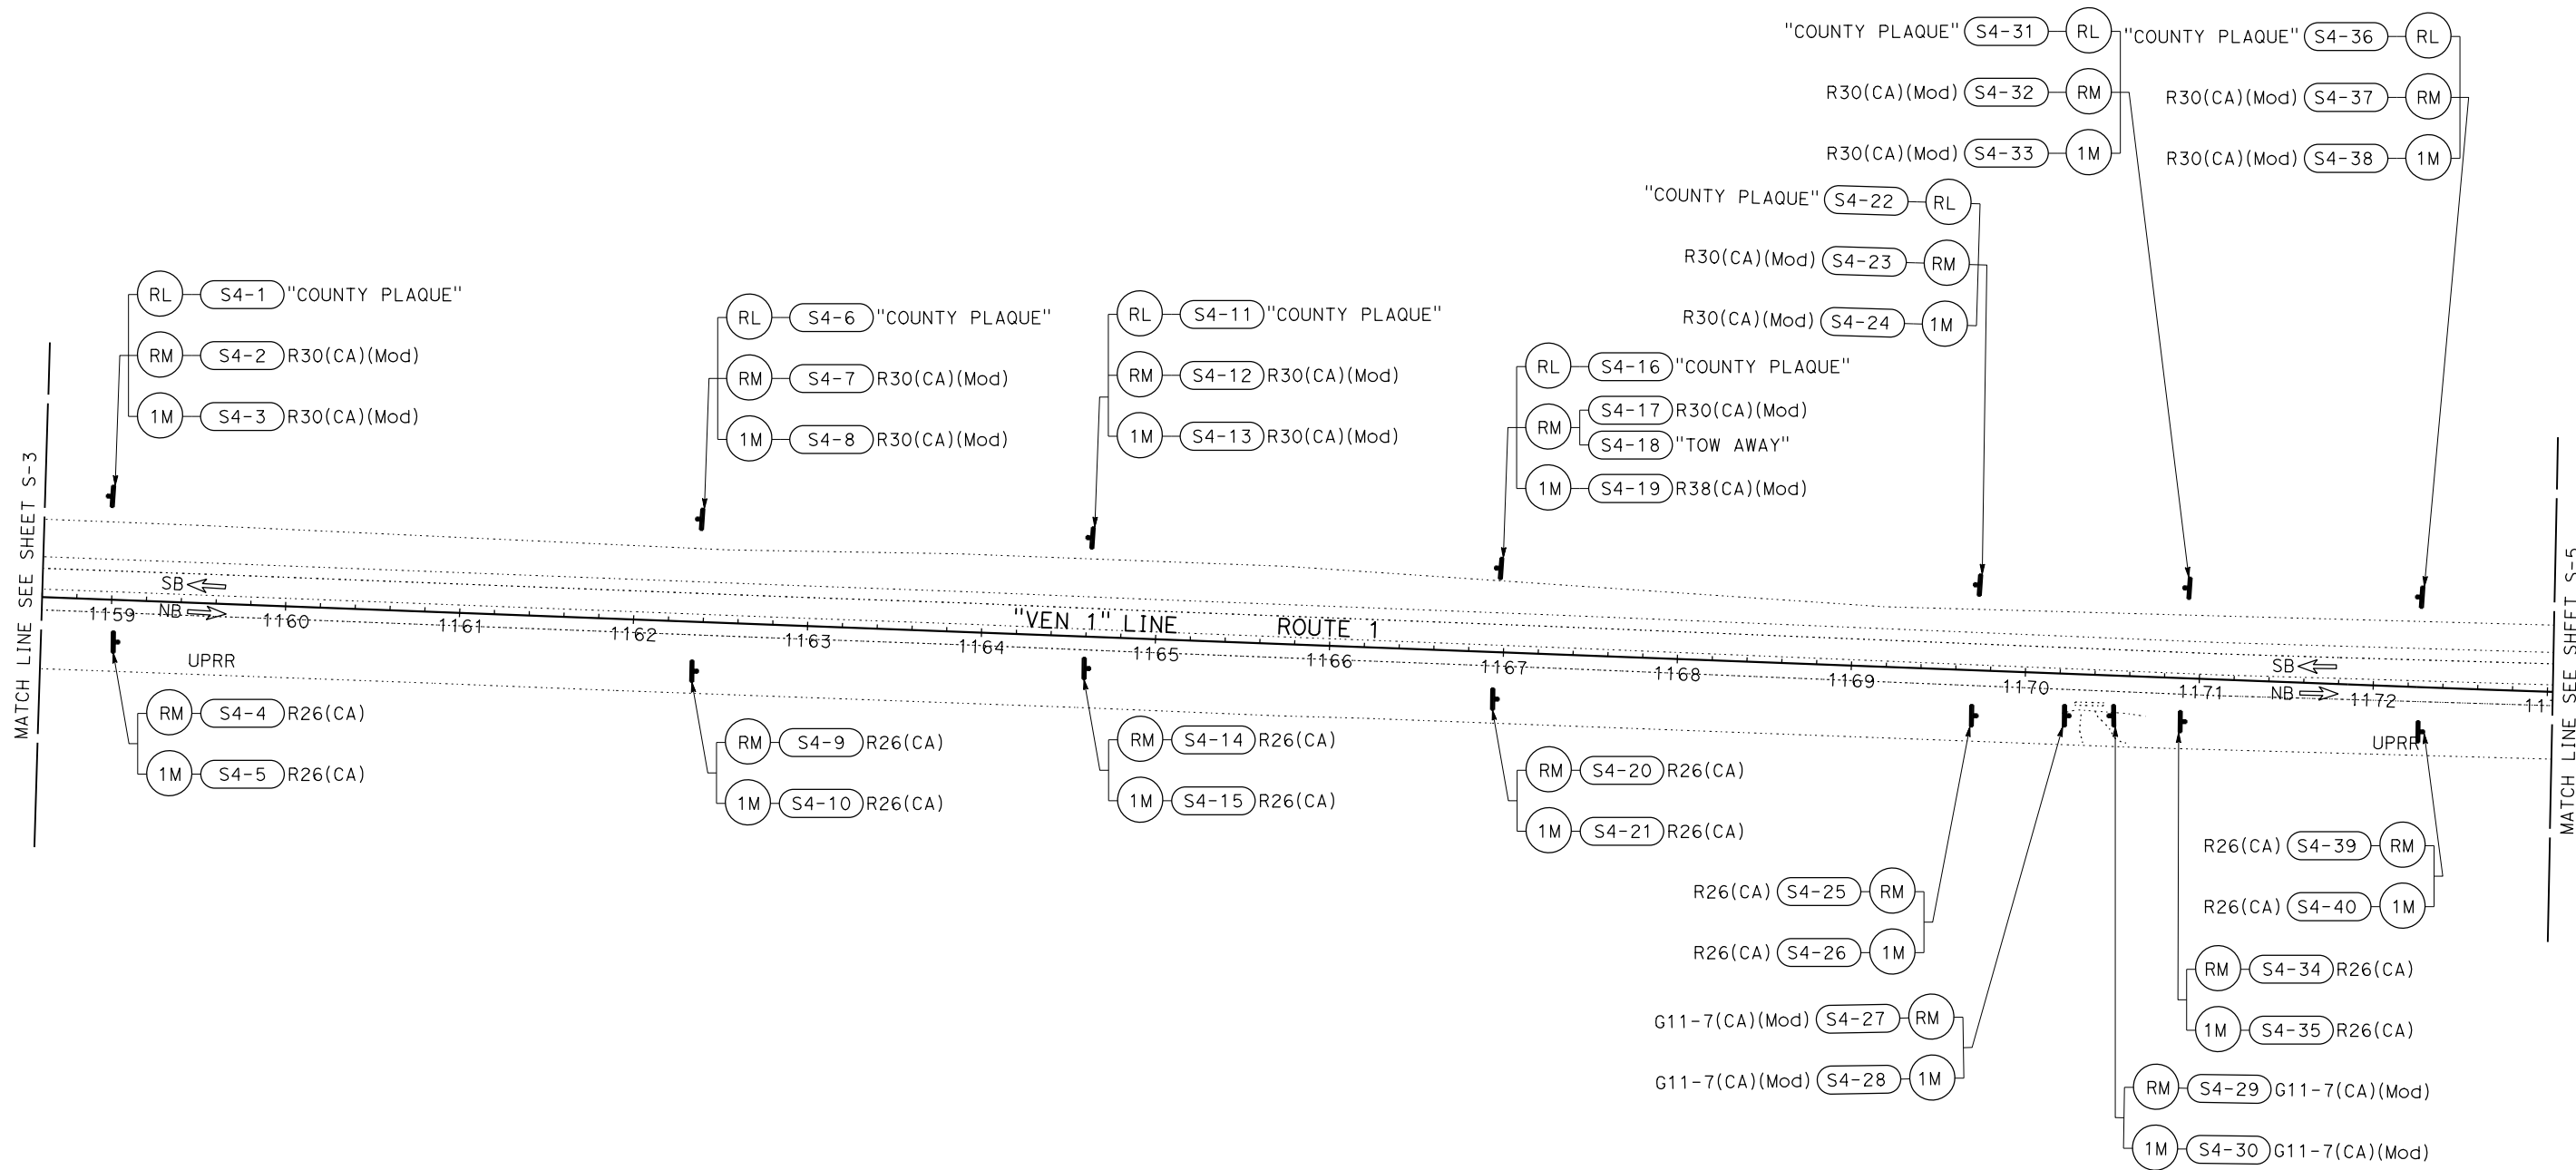 "COUNTY PLAQUE" S4-31 RL
R30(CA)(Mod) S4-32 RM
R30(CA)(Mod) S4-33 1M
"COUNTY PLAQUE" S4-36 RL
R30(CA)(Mod) S4-37 RM
R30(CA)(Mod) S4-38 1M
"COUNTY PLAQUE" S4-22 RL
R30(CA)(Mod) S4-23 RM
R30(CA)(Mod) S4-24 1M
RL S4-1 "COUNTY PLAQUE"
RM S4-2 R30(CA)(Mod)
1M S4-3 R30(CA)(Mod)
RL S4-6 "COUNTY PLAQUE"
RM S4-7 R30(CA)(Mod)
1M S4-8 R30(CA)(Mod)
RL S4-11 "COUNTY PLAQUE"
RM S4-12 R30(CA)(Mod)
1M S4-13 R30(CA)(Mod)
RL S4-16 "COUNTY PLAQUE"
RM S4-17 R30(CA)(Mod)
S4-18 "TOW AWAY"
1M S4-19 R38(CA)(Mod)
MATCH LINE SEE SHEET S-3
SB
NB
1159 1160 1161 1162 1163 1164 1165 1166 1167 1168 1169 1170 1171 1172 11
"VEN 1" LINE ROUTE 1
SB
NB
UPRR
UPRR
MATCH LINE SEE SHEET S-5
RM S4-4 R26(CA)
1M S4-5 R26(CA)
RM S4-9 R26(CA)
1M S4-10 R26(CA)
RM S4-14 R26(CA)
1M S4-15 R26(CA)
RM S4-20 R26(CA)
1M S4-21 R26(CA)
R26(CA) S4-25 RM
R26(CA) S4-26 1M
G11-7(CA)(Mod) S4-27 RM
G11-7(CA)(Mod) S4-28 1M
R26(CA) S4-39 RM
R26(CA) S4-40 1M
RM S4-34 R26(CA)
1M S4-35 R26(CA)
RM S4-29 G11-7(CA)(Mod)
1M S4-30 G11-7(CA)(Mod)